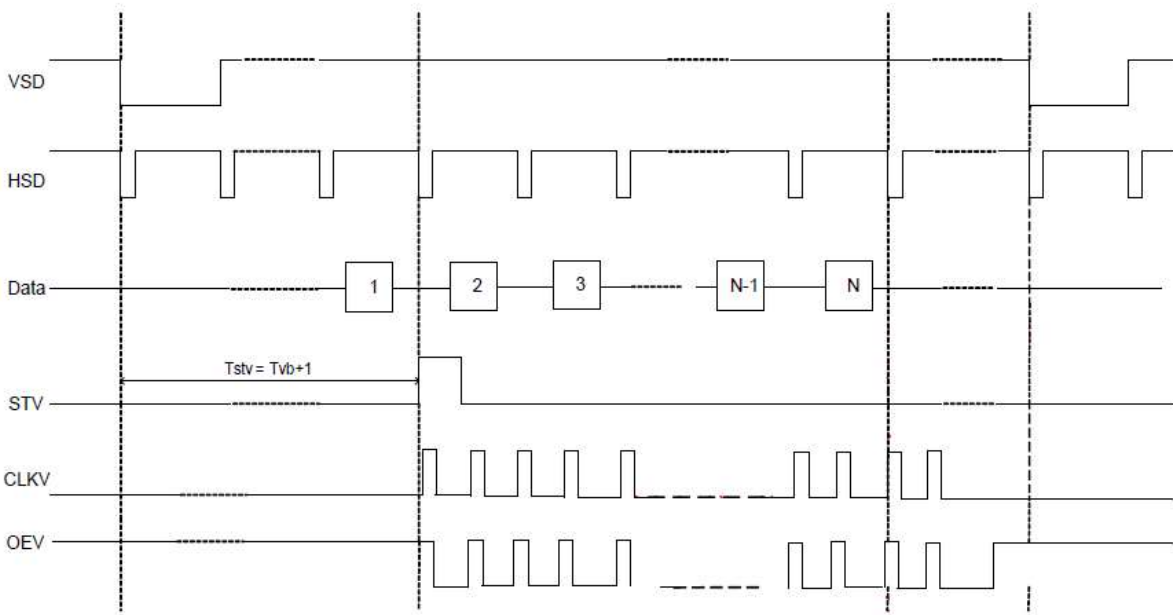 VSD
HSD
Data
1
2
3
N-1
N
Tstv = Tvb+1
STV
CLKV
OEV